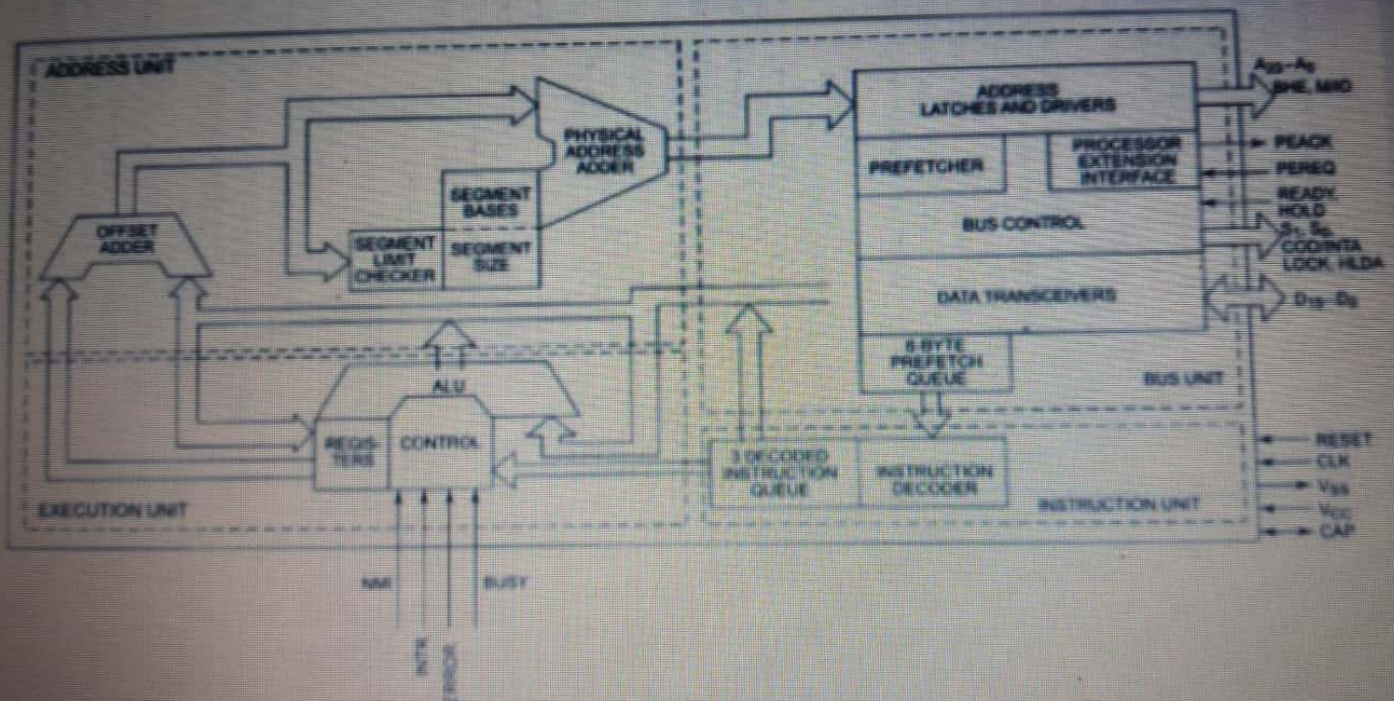 ADDRESS UNIT
OFFSET
ADDER
PHYSICAL
ADDRESS
ADDER
SEGMENT
BASES
SEGMENT
LIMIT
CHECKER
SEGMENT
SIZE
ADDRESS
LATCHES AND DRIVERS
PREFETCHER
PROCESSOR
EXTENSION
INTERFACE
BUS CONTROL
DATA TRANSCEIVERS
6-BYTE
PREFETCH
QUEUE
BUS UNIT
A23–A0
BHE, M/IO
PEACK
PEREQ
READY,
HOLD
S1, S0,
COD/INTA
LOCK, HLDA
D15–D0
ALU
REGIS-
TERS
CONTROL
EXECUTION UNIT
3 DECODED
INSTRUCTION
QUEUE
INSTRUCTION
DECODER
INSTRUCTION UNIT
RESET
CLK
VSS
VCC
CAP
NMI
INTR
ERROR
BUSY